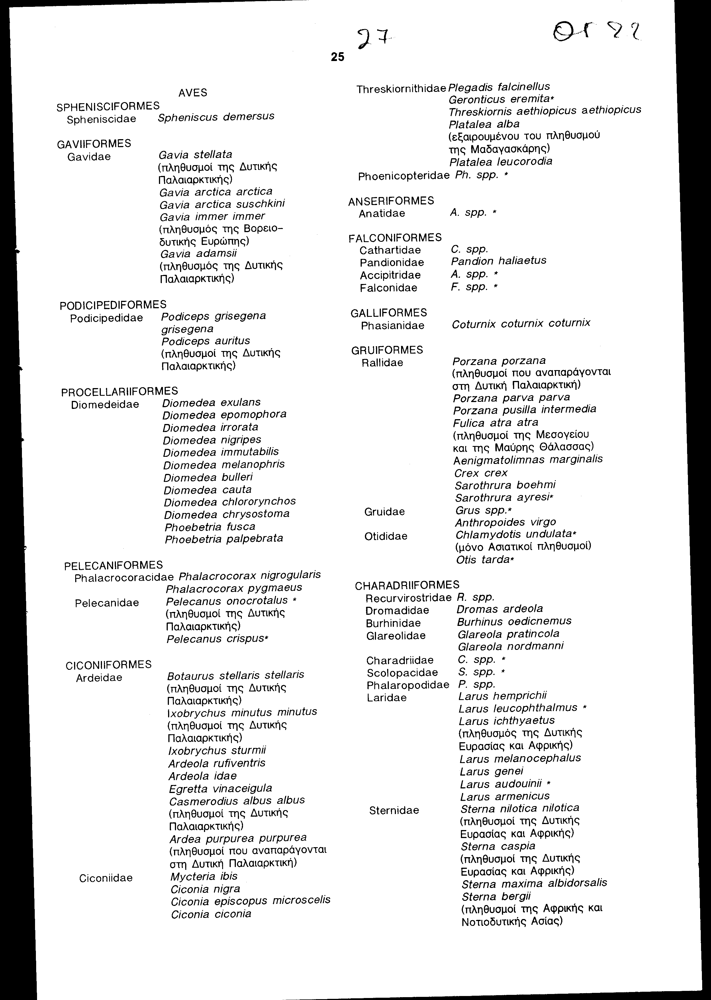 27
25
AVES
SPHENISCIFORMES
Spheniscidae Spheniscus demersus
GAVIIFORMES
Gavidae Gavia stellata
(πληθυσμοί της Δυτικής
Παλαιαρκτικής)
Gavia arctica arctica
Gavia arctica suschkini
Gavia immer immer
(πληθυσμός της Βορειο-
δυτικής Ευρώπης)
Gavia adamsii
(πληθυσμός της Δυτικής
Παλαιαρκτικής)
PODICIPEDIFORMES
Podicipedidae Podiceps grisegena
grisegena
Podiceps auritus
(πληθυσμοί της Δυτικής
Παλαιαρκτικής)
PROCELLARIIFORMES
Diomedeidae Diomedea exulans
Diomedea epomophora
Diomedea irrorata
Diomedea nigripes
Diomedea immutabilis
Diomedea melanophris
Diomedea bulleri
Diomedea cauta
Diomedea chlororynchos
Diomedea chrysostoma
Phoebetria fusca
Phoebetria palpebrata
PELECANIFORMES
Phalacrocoracidae Phalacrocorax nigrogularis
Phalacrocorax pygmaeus
Pelecanidae Pelecanus onocrotalus *
(πληθυσμοί της Δυτικής
Παλαιαρκτικής)
Pelecanus crispus*
CICONIIFORMES
Ardeidae Botaurus stellaris stellaris
(πληθυσμοί της Δυτικής
Παλαιαρκτικής)
Ixobrychus minutus minutus
(πληθυσμοί της Δυτικής
Παλαιαρκτικής)
Ixobrychus sturmii
Ardeola rufiventris
Ardeola idae
Egretta vinaceigula
Casmerodius albus albus
(πληθυσμοί της Δυτικής
Παλαιαρκτικής)
Ardea purpurea purpurea
(πληθυσμοί που αναπαράγονται
στη Δυτική Παλαιαρκτική)
Ciconiidae Mycteria ibis
Ciconia nigra
Ciconia episcopus microscelis
Ciconia ciconia
Threskiornithidae Plegadis falcinellus
Geronticus eremita*
Threskiornis aethiopicus aethiopicus
Platalea alba
(εξαιρουμένου του πληθυσμού
της Μαδαγασκάρης)
Platalea leucorodia
Phoenicopteridae Ph. spp. *
ANSERIFORMES
Anatidae A. spp. *
FALCONIFORMES
Cathartidae C. spp.
Pandionidae Pandion haliaetus
Accipitridae A. spp. *
Falconidae F. spp. *
GALLIFORMES
Phasianidae Coturnix coturnix coturnix
GRUIFORMES
Rallidae Porzana porzana
(πληθυσμοί που αναπαράγονται
στη Δυτική Παλαιαρκτική)
Porzana parva parva
Porzana pusilla intermedia
Fulica atra atra
(πληθυσμοί της Μεσογείου
και της Μαύρης Θάλασσας)
Aenigmatolimnas marginalis
Crex crex
Sarothrura boehmi
Sarothrura ayresi*
Gruidae Grus spp.*
Anthropoides virgo
Otididae Chlamydotis undulata*
(μόνο Ασιατικοί πληθυσμοί)
Otis tarda*
CHARADRIIFORMES
Recurvirostridae R. spp.
Dromadidae Dromas ardeola
Burhinidae Burhinus oedicnemus
Glareolidae Glareola pratincola
Glareola nordmanni
Charadriidae C. spp. *
Scolopacidae S. spp. *
Phalaropodidae P. spp.
Laridae Larus hemprichii
Larus leucophthalmus *
Larus ichthyaetus
(πληθυσμός της Δυτικής
Ευρασίας και Αφρικής)
Larus melanocephalus
Larus genei
Larus audouinii *
Larus armenicus
Sternidae Sterna nilotica nilotica
(πληθυσμοί της Δυτικής
Ευρασίας και Αφρικής)
Sterna caspia
(πληθυσμοί της Δυτικής
Ευρασίας και Αφρικής)
Sterna maxima albidorsalis
Sterna bergii
(πληθυσμοί της Αφρικής και
Νοτιοδυτικής Ασίας)